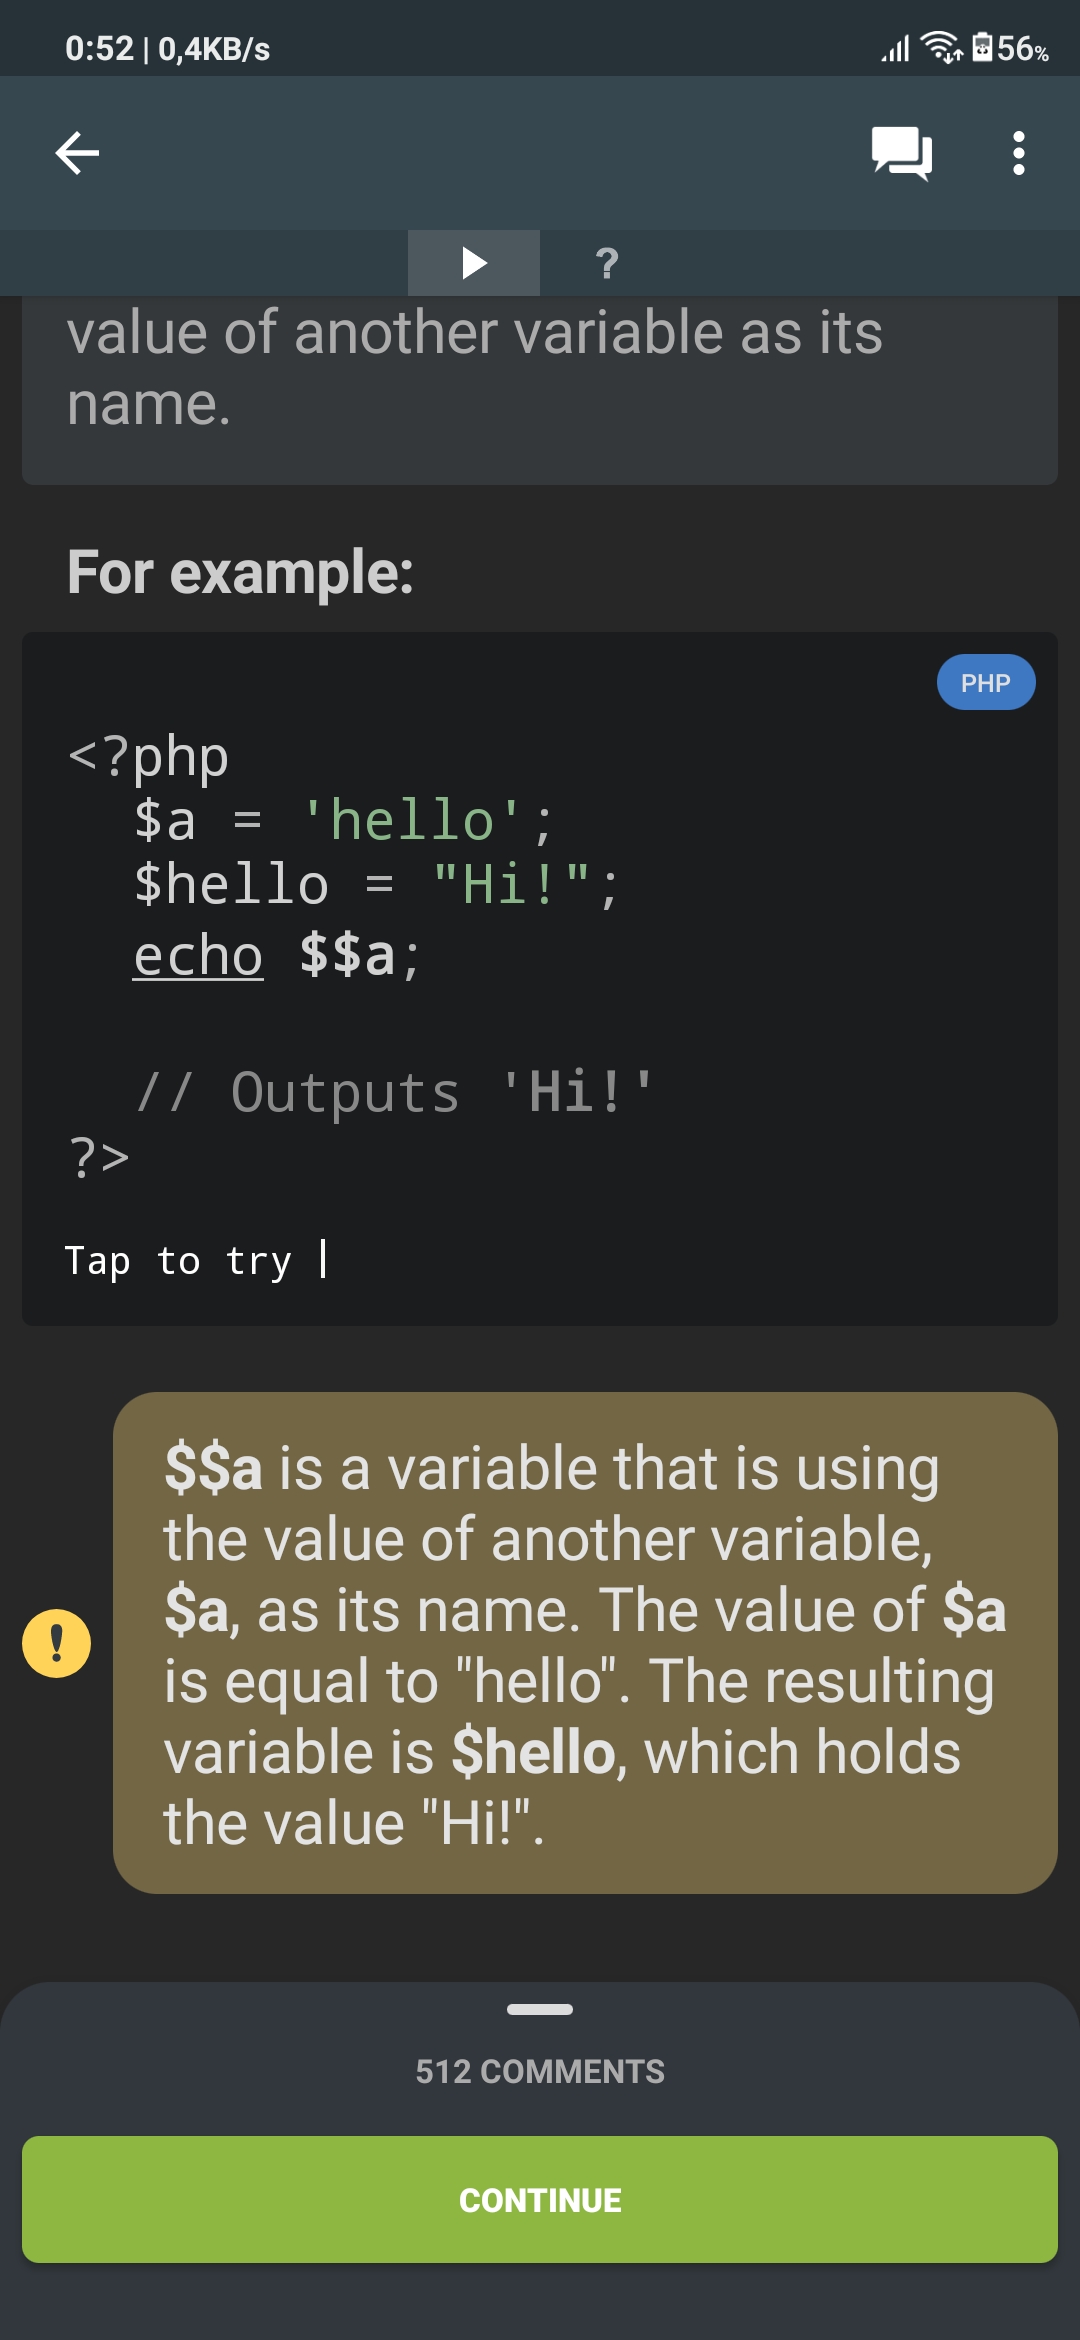 0:52 | 0,4KB/s 56%
?
value of another variable as its
name.
For example:
PHP
<?php
$a = 'hello';
$hello = "Hi!";
echo $$a;
// Outputs 'Hi!'
?>
Tap to try |
$$a is a variable that is using
the value of another variable,
$a, as its name. The value of $a
is equal to "hello". The resulting
variable is $hello, which holds
the value "Hi!".
512 COMMENTS
CONTINUE